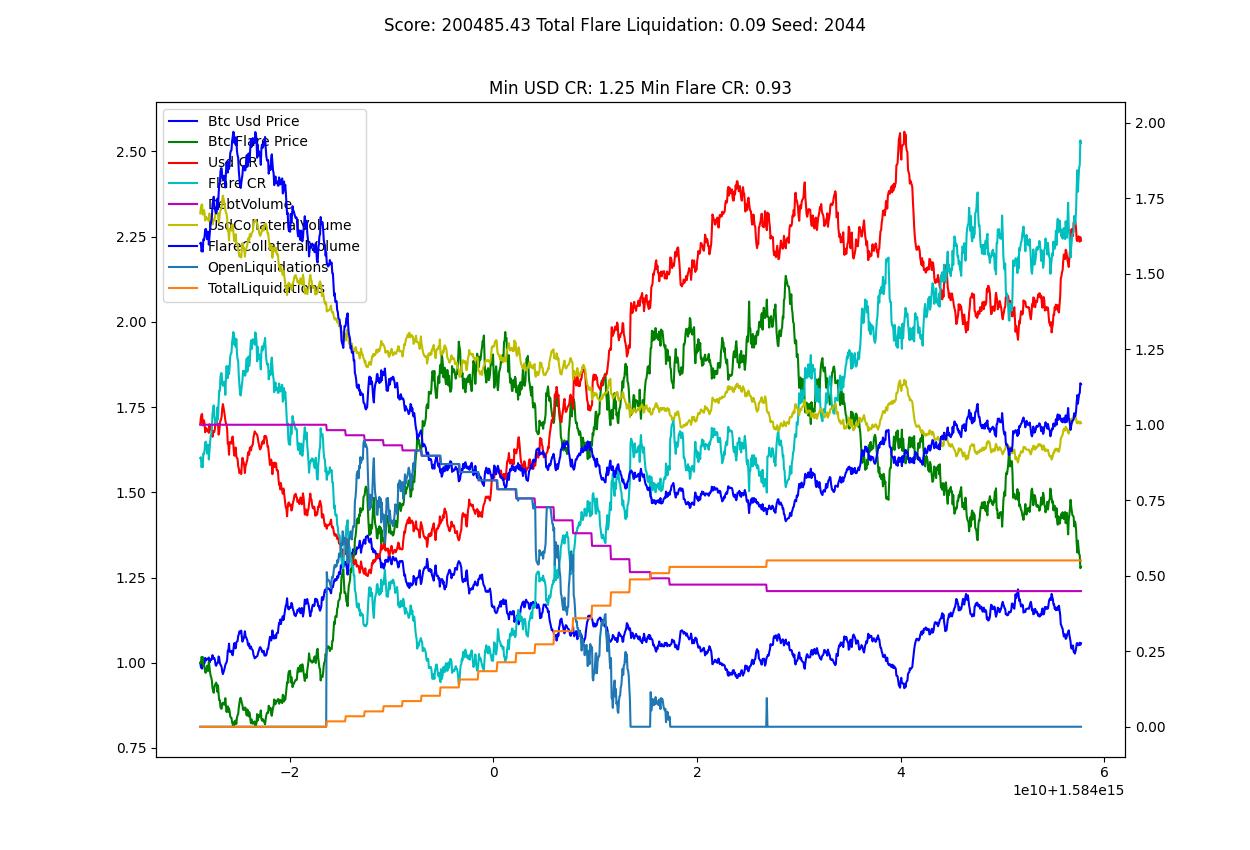 Score: 200485.43 Total Flare Liquidation: 0.09 Seed: 2044
Min USD CR: 1.25 Min Flare CR: 0.93
Btc Usd Price
Btc Flare Price
Usd CR
Flare CR
DebtVolume
UsdCollateralVolume
FlareCollateralVolume
OpenLiquidations
TotalLiquidations
2.50
2.25
2.00
1.75
1.50
1.25
1.00
0.75
2.00
1.75
1.50
1.25
1.00
0.75
0.50
0.25
0.00
−2
0
2
4
6
1e10+1.584e15